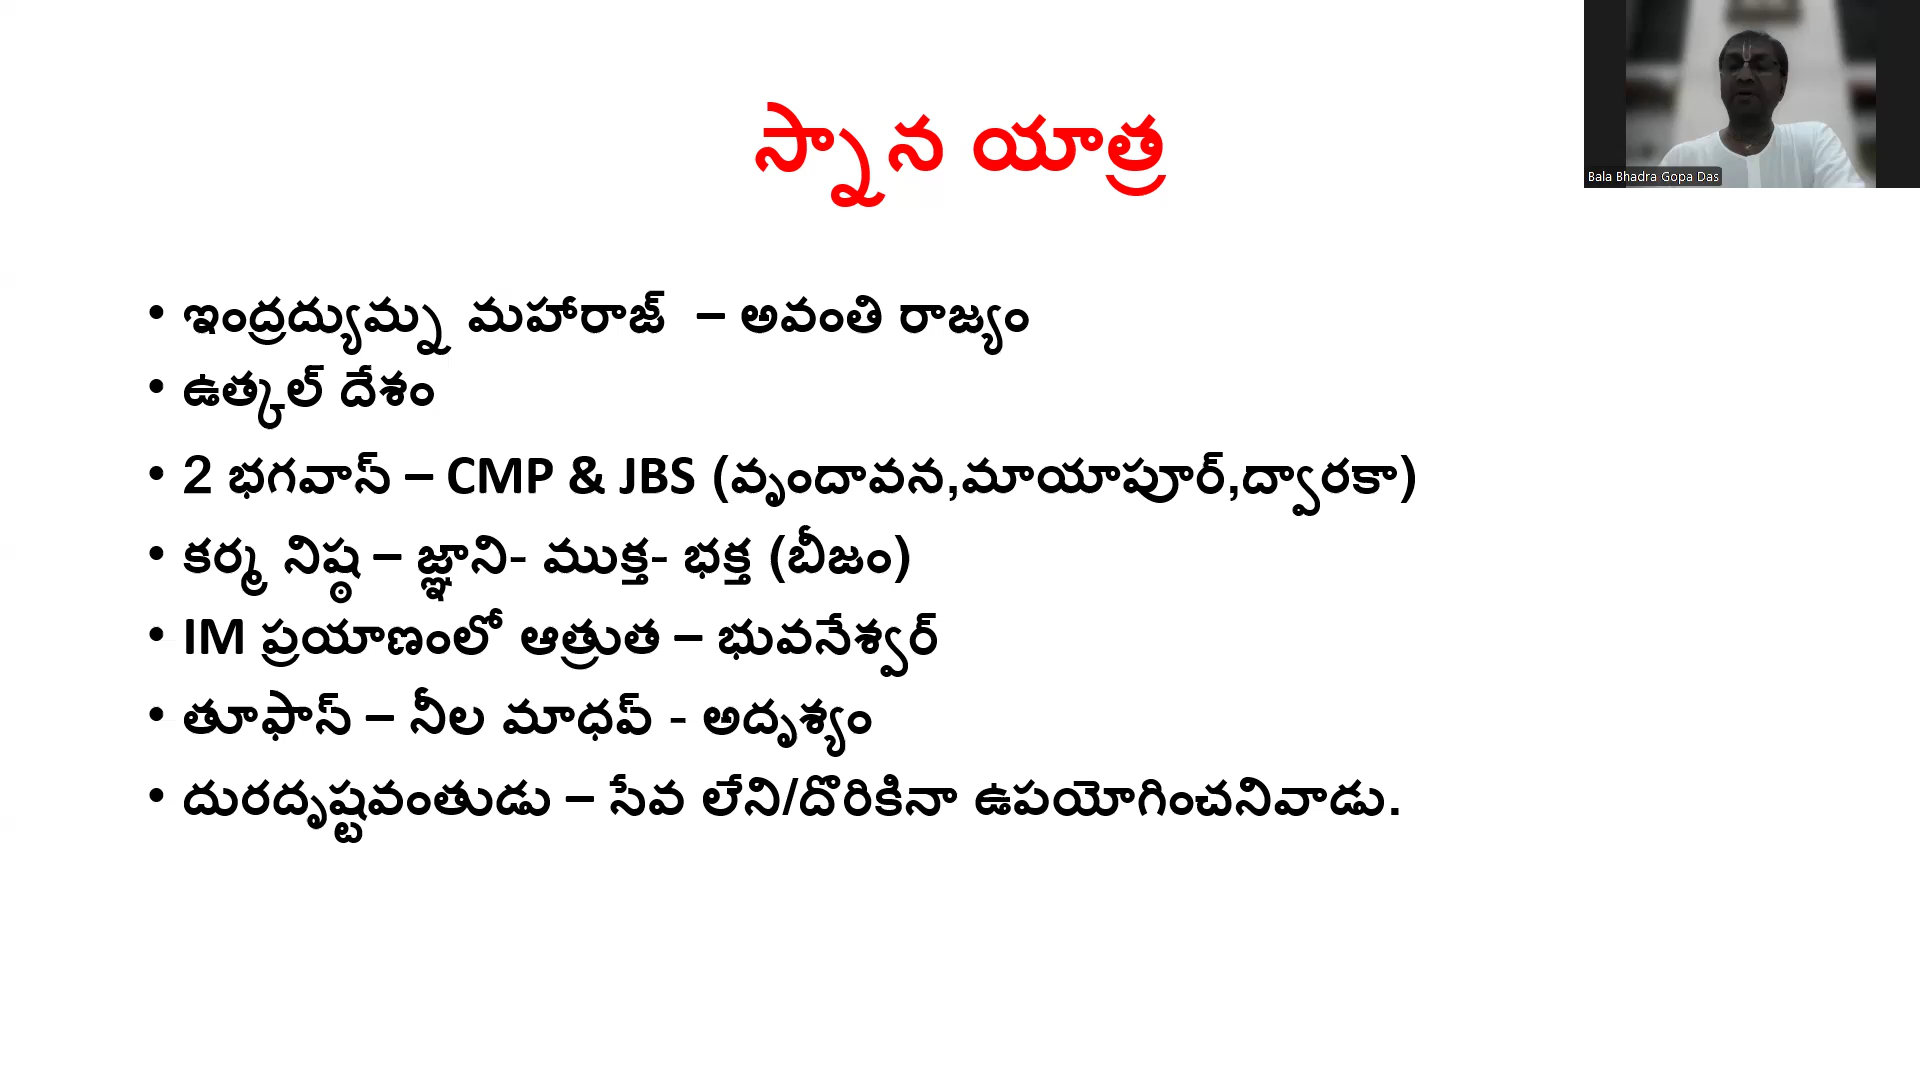 స్నాన యాత్ర
Bala Bhadra Gopa Das
• ఇంద్రద్యుమ్న మహారాజ్ – అవంతి రాజ్యం
• ఉత్కల్ దేశం
• 2 భగవాన్ – CMP & JBS (వృందావన,మాయాపూర్,ద్వారకా)
• కర్మ నిష్ఠ – జ్ఞాని- ముక్త- భక్త (బీజం)
• IM ప్రయాణంలో ఆత్రుత – భువనేశ్వర్
• తూఫాన్ – నీల మాధవ్ - అదృశ్యం
• దురదృష్టవంతుడు – సేవ లేని/దొరికినా ఉపయోగించనివాడు.